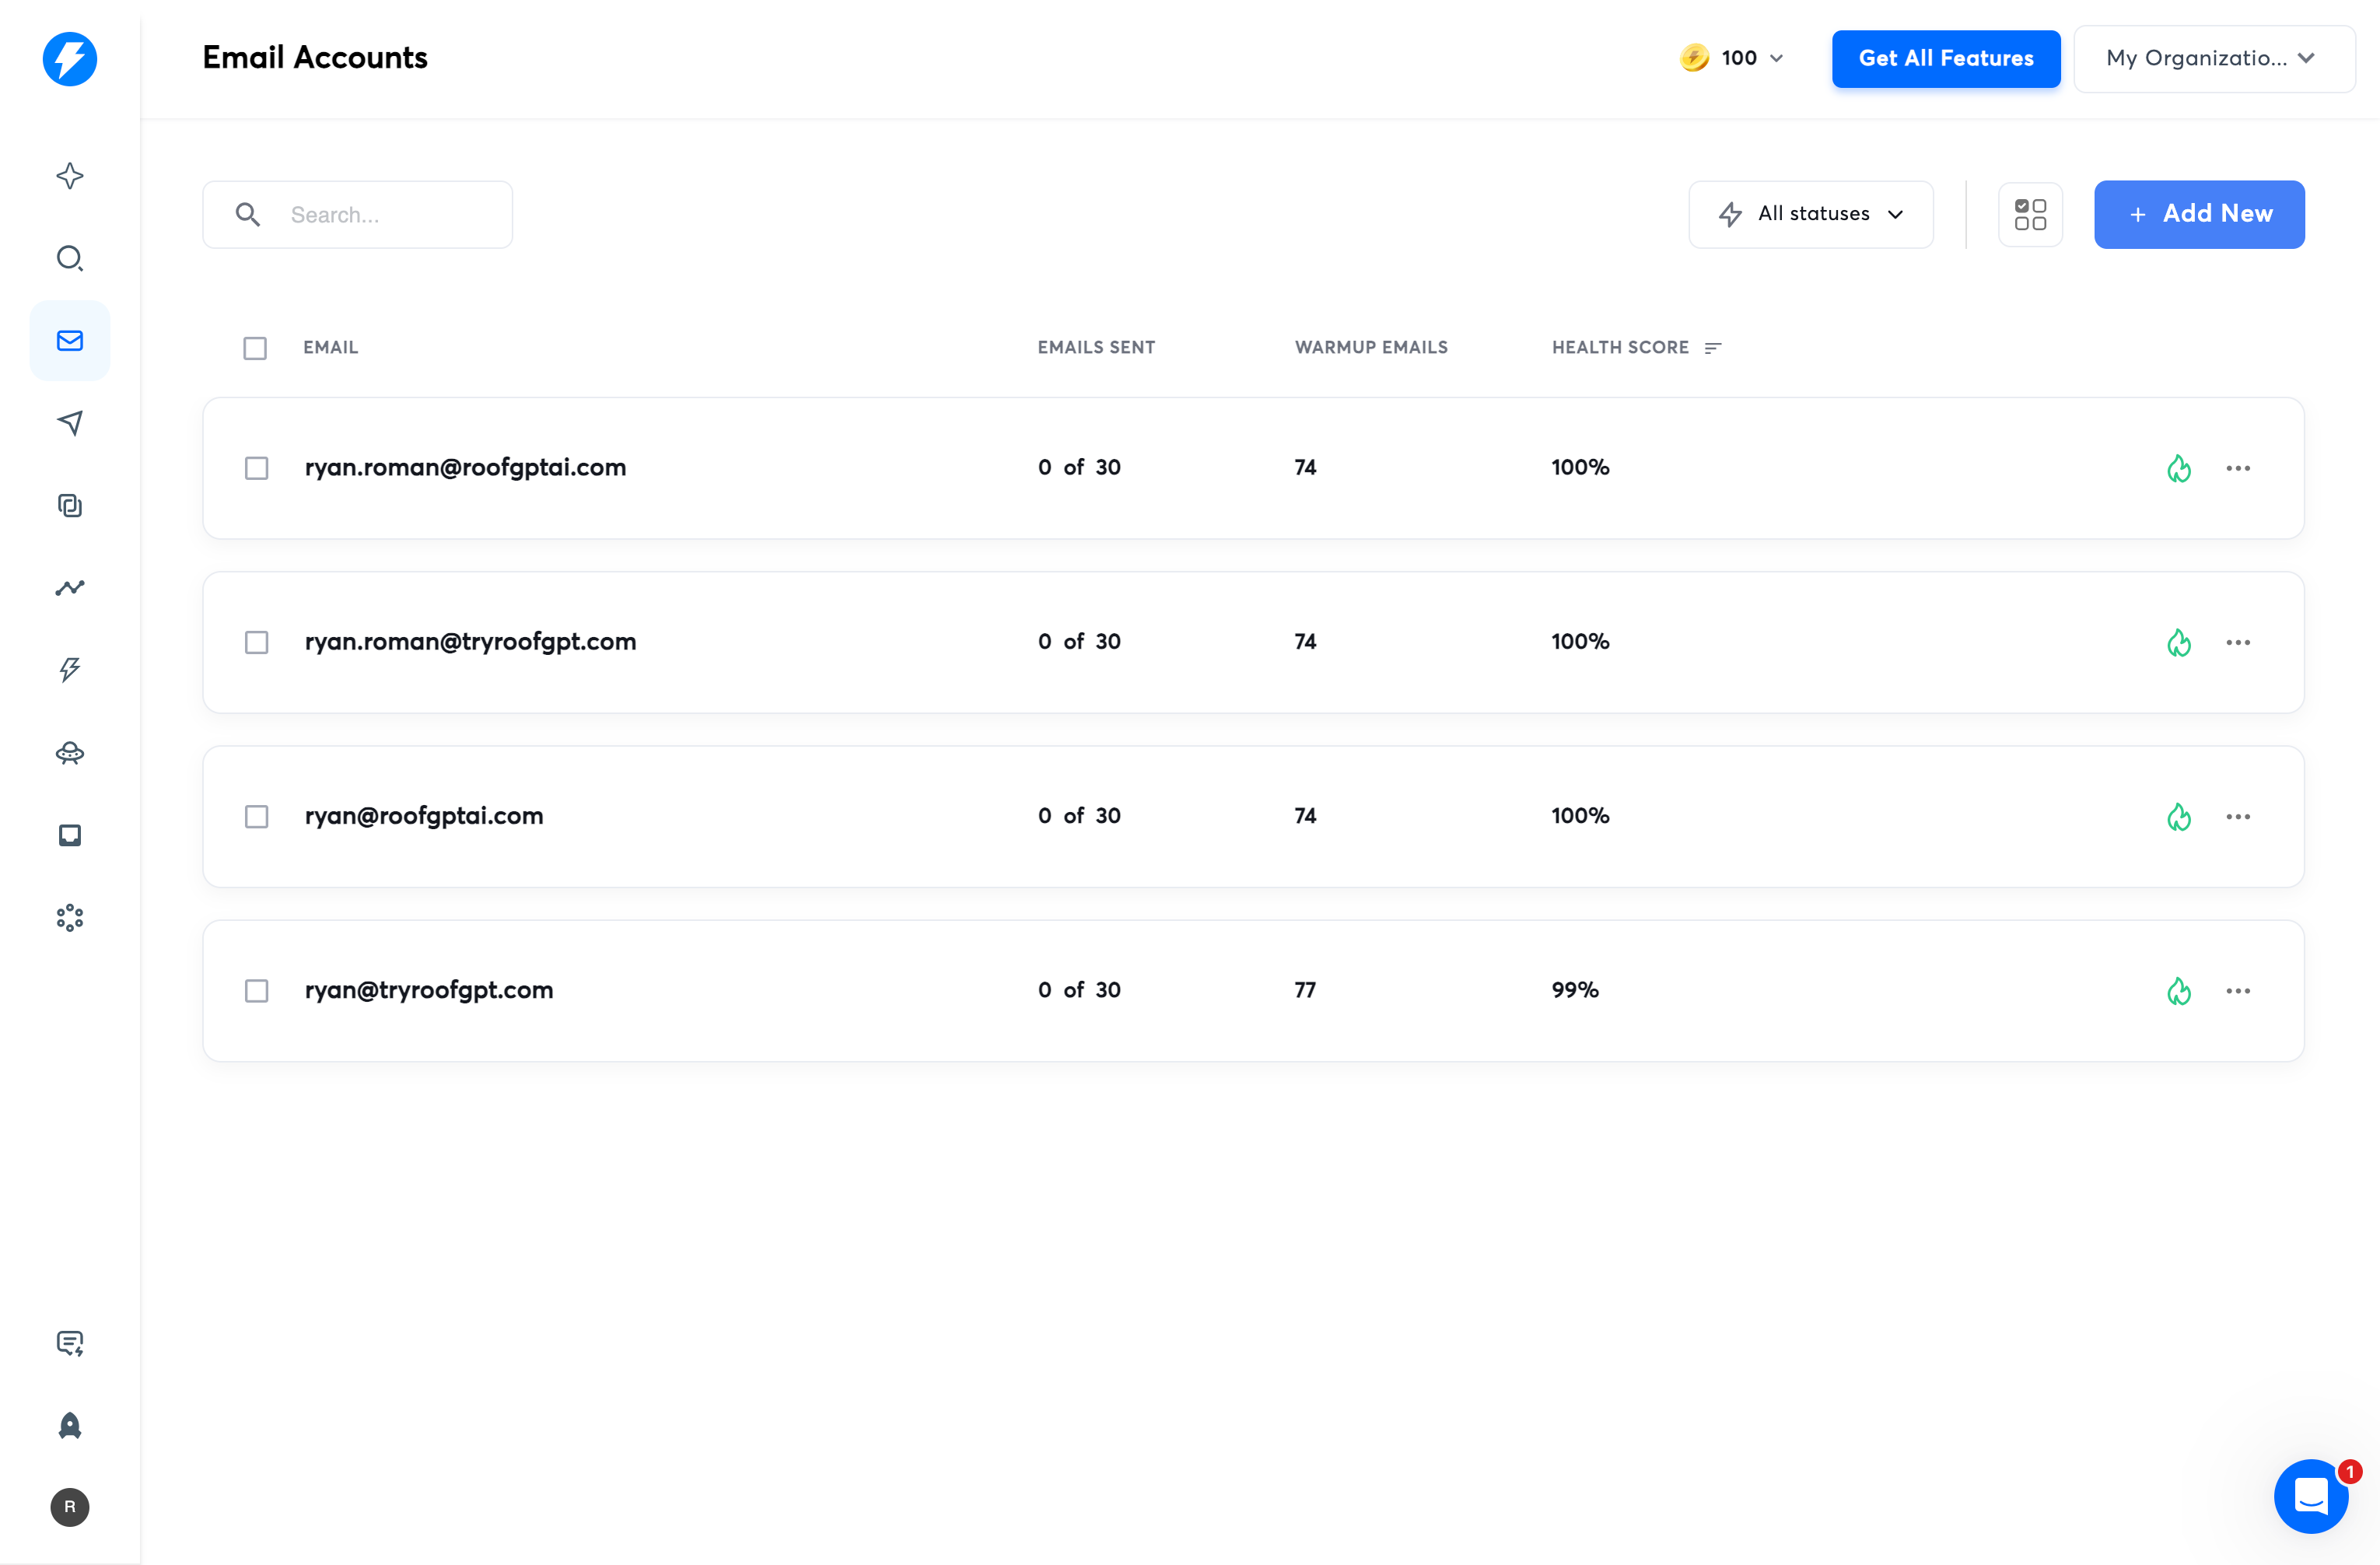 Email Accounts
100
Get All Features
My Organizatio...
Search...
All statuses
+ Add New
EMAIL EMAILS SENT WARMUP EMAILS HEALTH SCORE
ryan.roman@roofgptai.com 0 of 30 74 100%
ryan.roman@tryroofgpt.com 0 of 30 74 100%
ryan@roofgptai.com 0 of 30 74 100%
ryan@tryroofgpt.com 0 of 30 77 99%
R
1